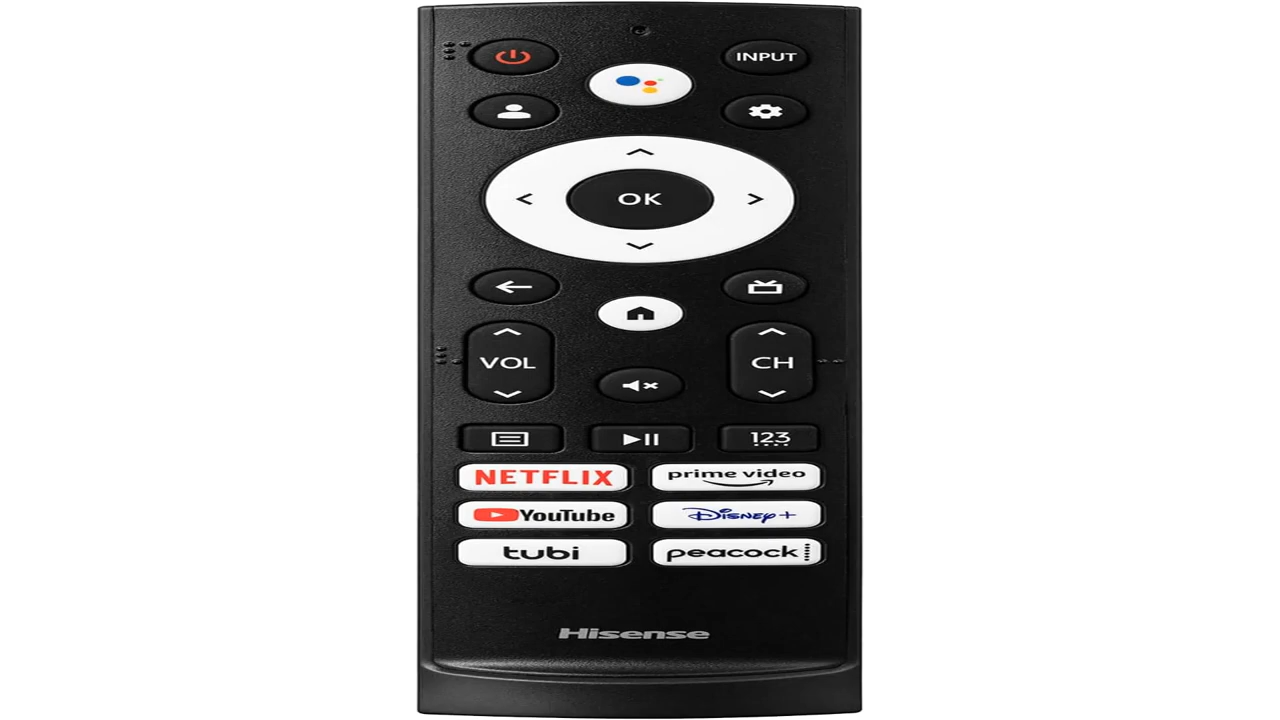 INPUT
OK
VOL
CH
123
NETFLIX
prime video
YouTube
Disney+
tubi
peacock
Hisense